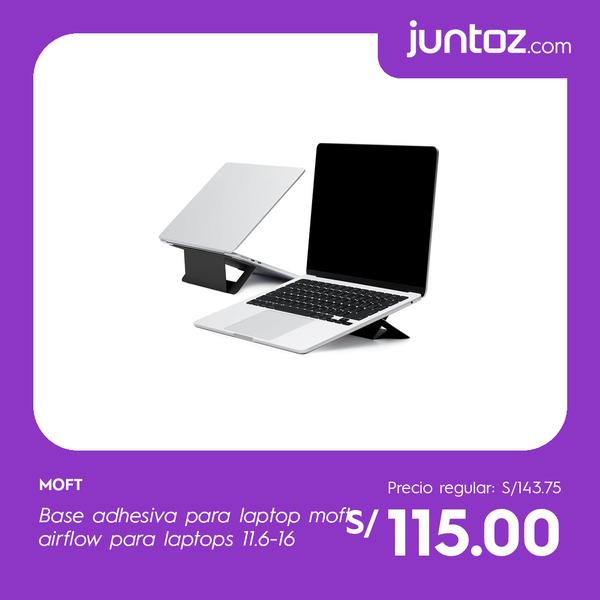 juntoz.com
MOFT
Base adhesiva para laptop moft
airflow para laptops 11.6-16
Precio regular: S/143.75
S/115.00